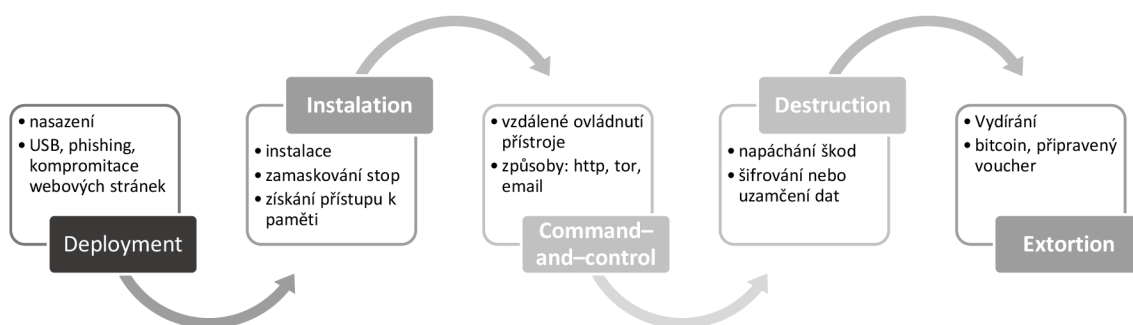 • nasazení
• USB, phishing,
kompromitace
webových stránek
Deployment
Instalation
• instalace
• zamaskování stop
• získání přístupu k
paměti
• vzdálené ovládnutí
přístroje
• způsoby: http, tor,
email
Command–
and–control
Destruction
• napáchání škod
• šifrování nebo
uzamčení dat
• Vydírání
• bitcoin, připravený
voucher
Extortion